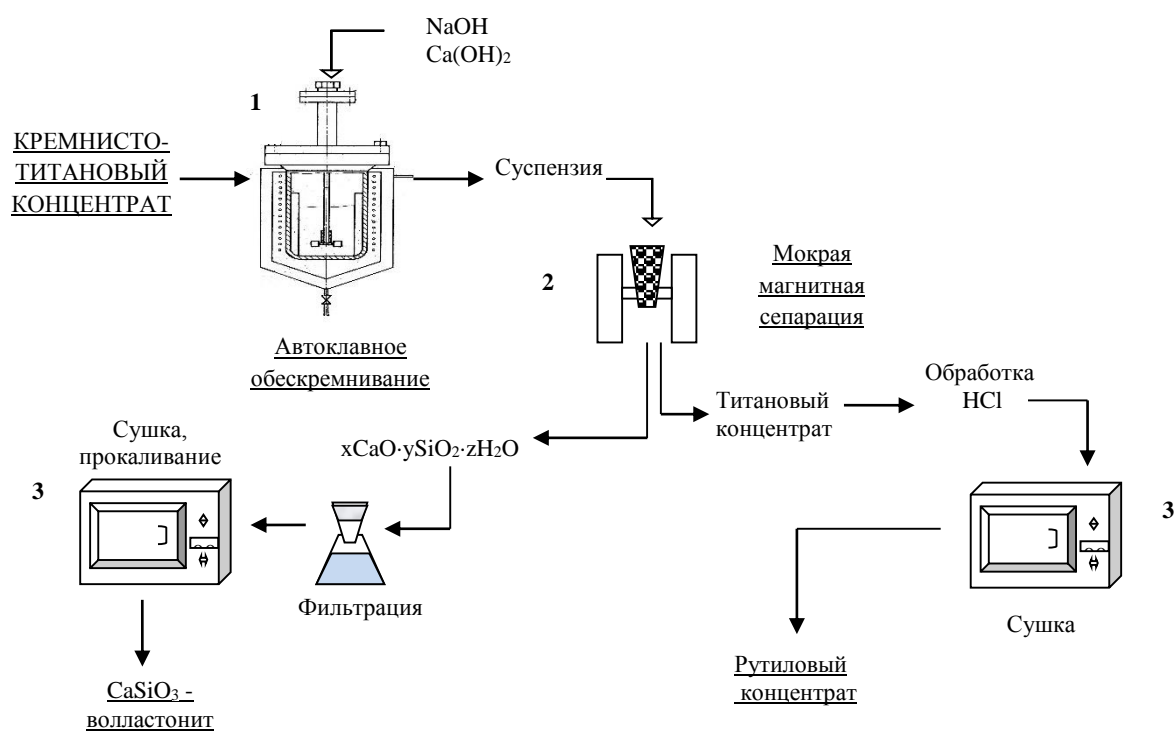 NaOH
Ca(OH)₂
1
КРЕМНИСТО-
ТИТАНОВЫЙ
КОНЦЕНТРАТ
Суспензия
2
Мокрая
магнитная
сепарация
Автоклавное
обескремнивание
Обработка
HCl
Титановый
концентрат
Сушка,
прокаливание
xCaO·ySiO₂·zH₂O
3
3
Фильтрация
Сушка
CaSiO₃ -
волластонит
Рутиловый
концентрат